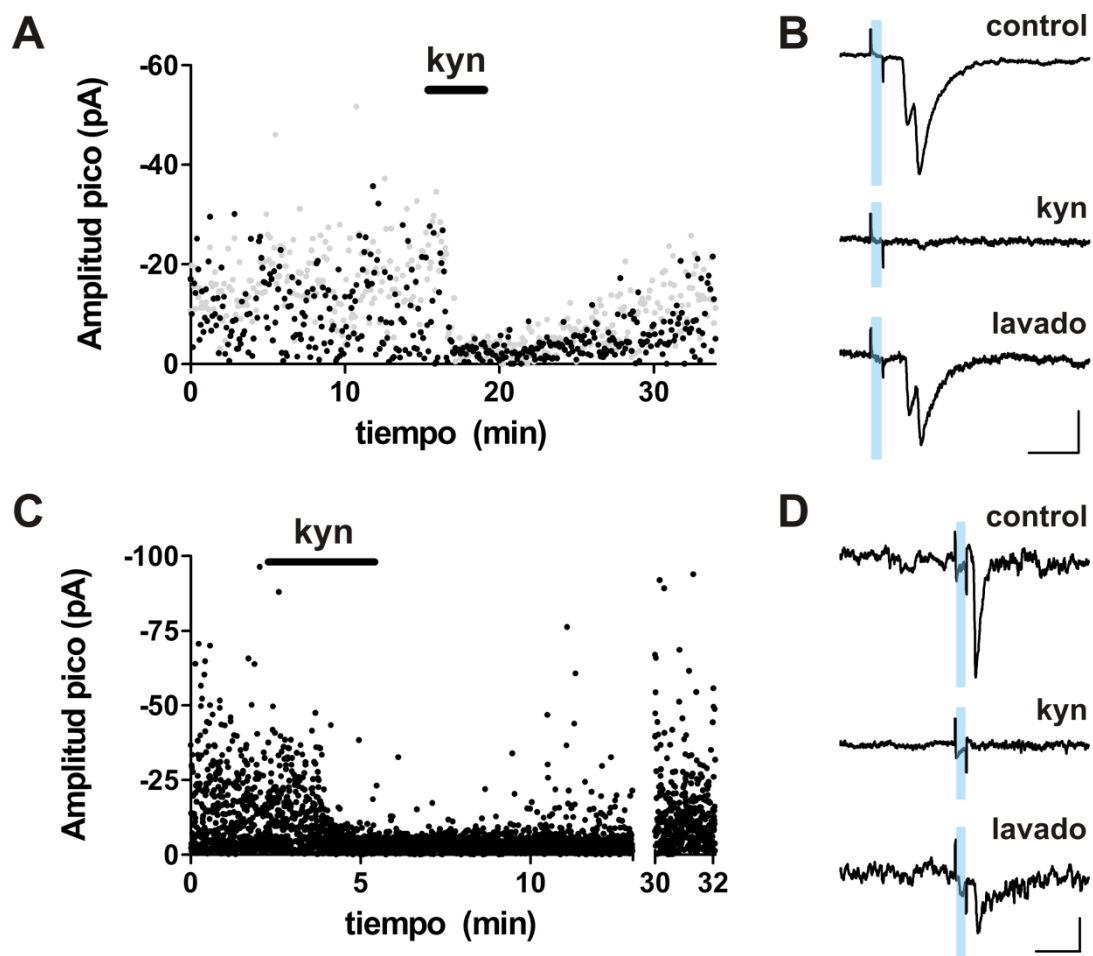 A
kyn
Amplitud pico (pA)
-60
-40
-20
0
0 10 20 30
tiempo (min)
B
control
kyn
lavado
C
kyn
Amplitud pico (pA)
-100
-75
-50
-25
0
0 5 10 30 32
tiempo (min)
D
control
kyn
lavado